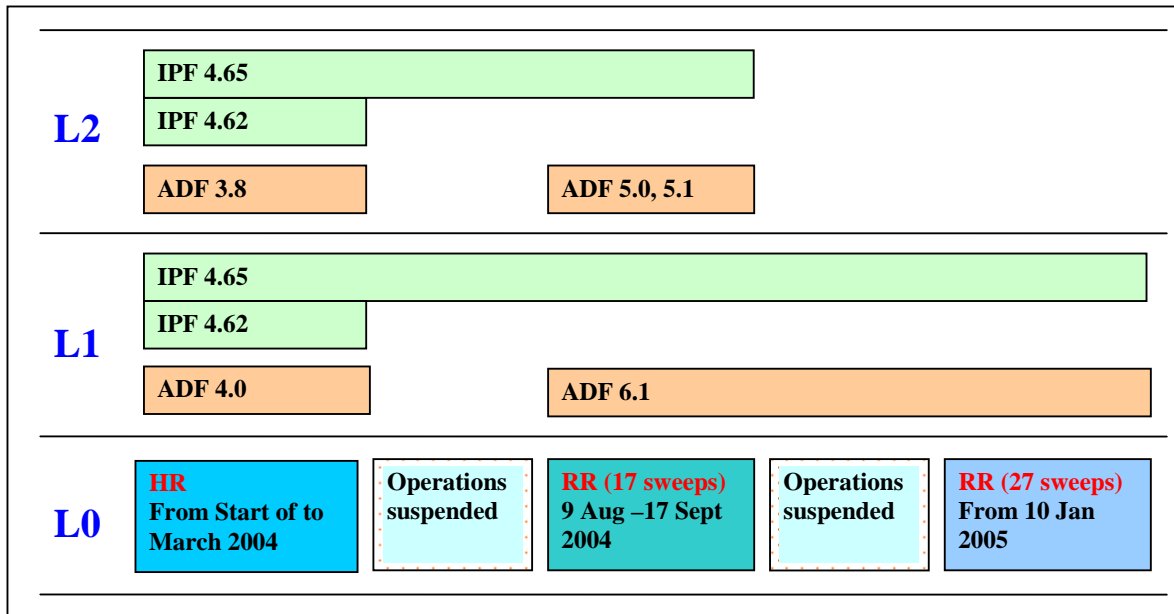 L2
IPF 4.65
IPF 4.62
ADF 3.8
ADF 5.0, 5.1
L1
IPF 4.65
IPF 4.62
ADF 4.0
ADF 6.1
L0
HR
From Start of to
March 2004
Operations
suspended
RR (17 sweeps)
9 Aug –17 Sept
2004
Operations
suspended
RR (27 sweeps)
From 10 Jan
2005